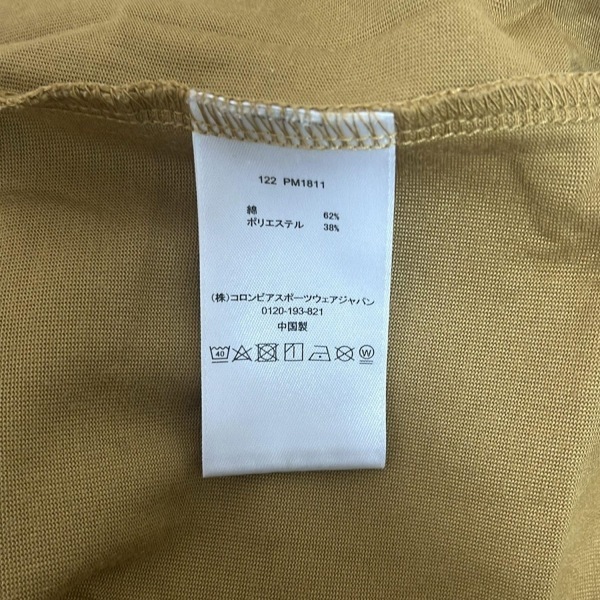 122 PM1811
綿 62%
ポリエステル 38%
(株)コロンビアスポーツウェアジャパン
0120-193-821
中国製
40 W